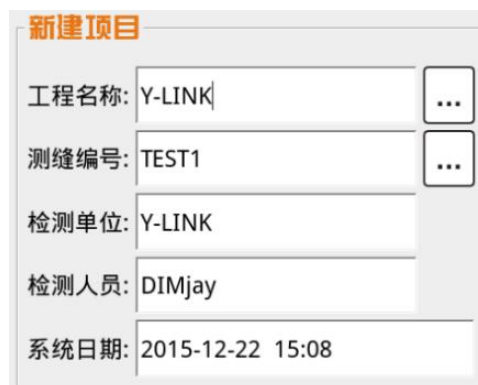 新建项目
工程名称: Y-LINK ...
测缝编号: TEST1 ...
检测单位: Y-LINK
检测人员: DIMjay
系统日期: 2015-12-22 15:08